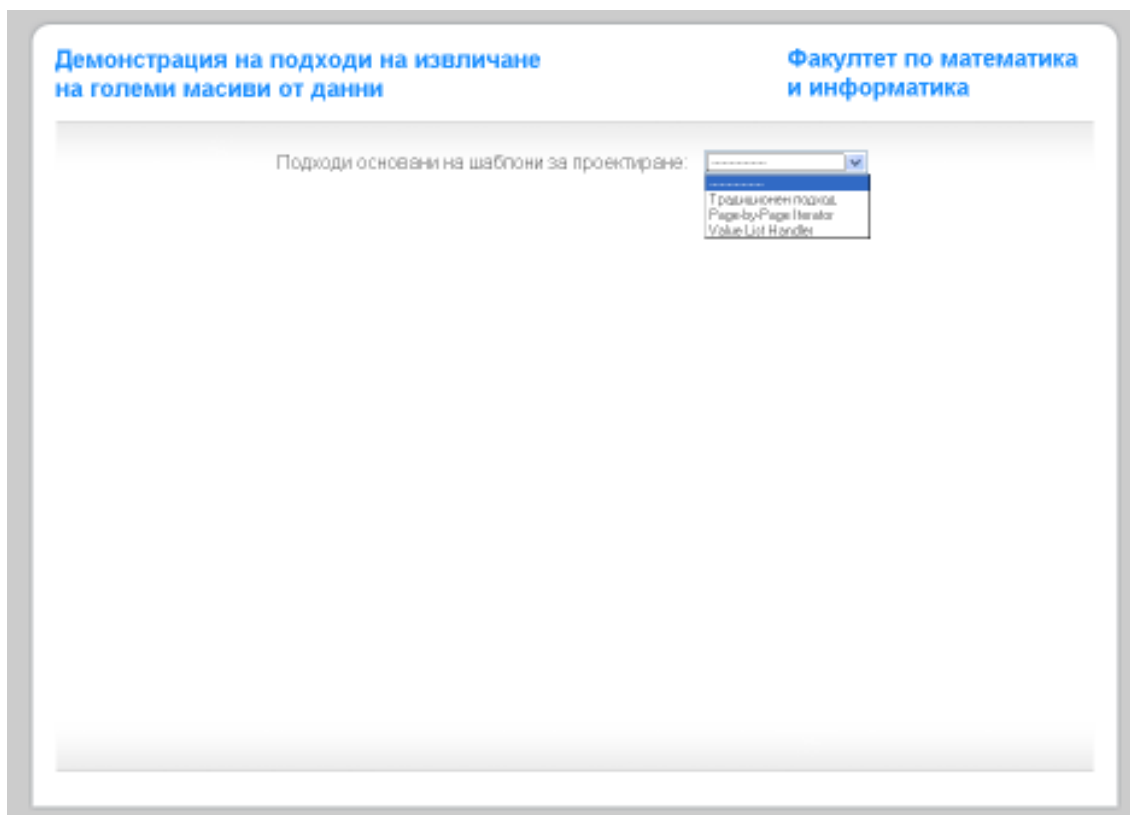 Демонстрация на подходи на извличане
на големи масиви от данни
Факултет по математика
и информатика
Подходи основани на шаблони за проектиране:
Традиционен подход
Page-by-Page Iterator
Value List Handler